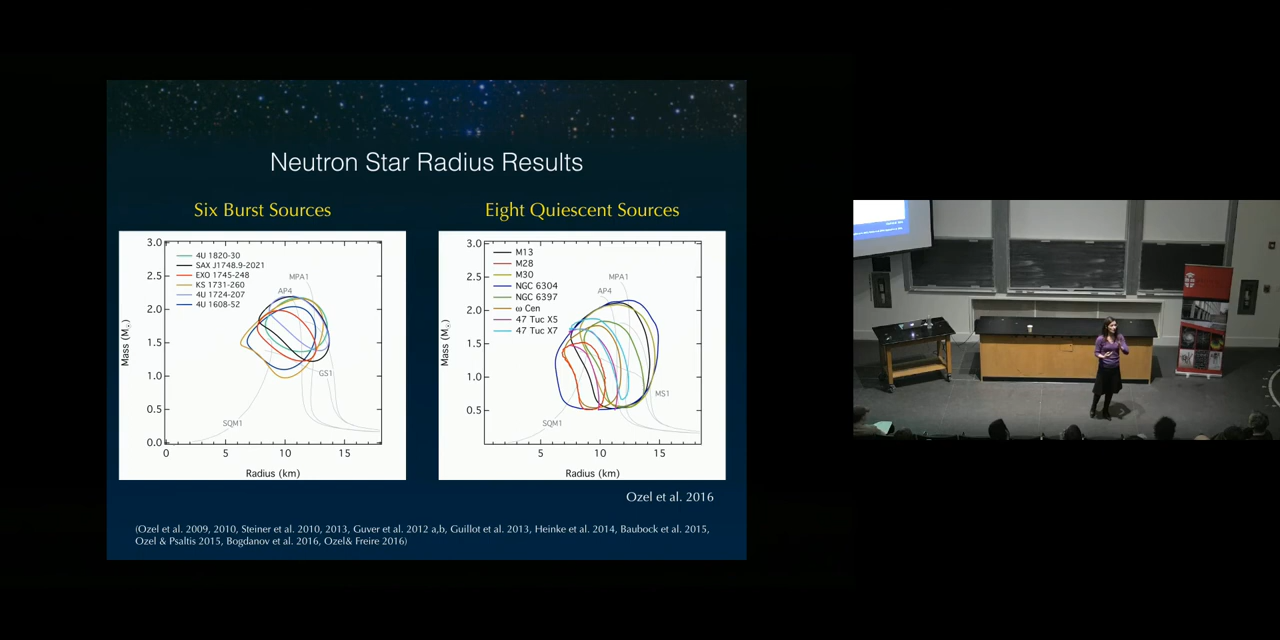 Neutron Star Radius Results
Six Burst Sources
Eight Quiescent Sources
3.0
2.5
2.0
1.5
1.0
0.5
0.0
Mass (M☉)
4U 1820-30
SAX J1748.9-2021
EXO 1745-248
KS 1731-260
4U 1724-207
4U 1608-52
MPA1
AP4
GS1
SQM1
0 5 10 15
Radius (km)
3.0
2.5
2.0
1.5
1.0
0.5
Mass (M☉)
M13
M28
M30
NGC 6304
NGC 6397
ω Cen
47 Tuc X5
47 Tuc X7
MPA1
AP4
MS1
SQM1
5 10 15
Radius (km)
Ozel et al. 2016
(Ozel et al. 2009, 2010, Steiner et al. 2010, 2013, Guver et al. 2012 a,b, Guillot et al. 2013, Heinke et al. 2014, Baubock et al. 2015,
Ozel & Psaltis 2015, Bogdanov et al. 2016, Ozel& Freire 2016)